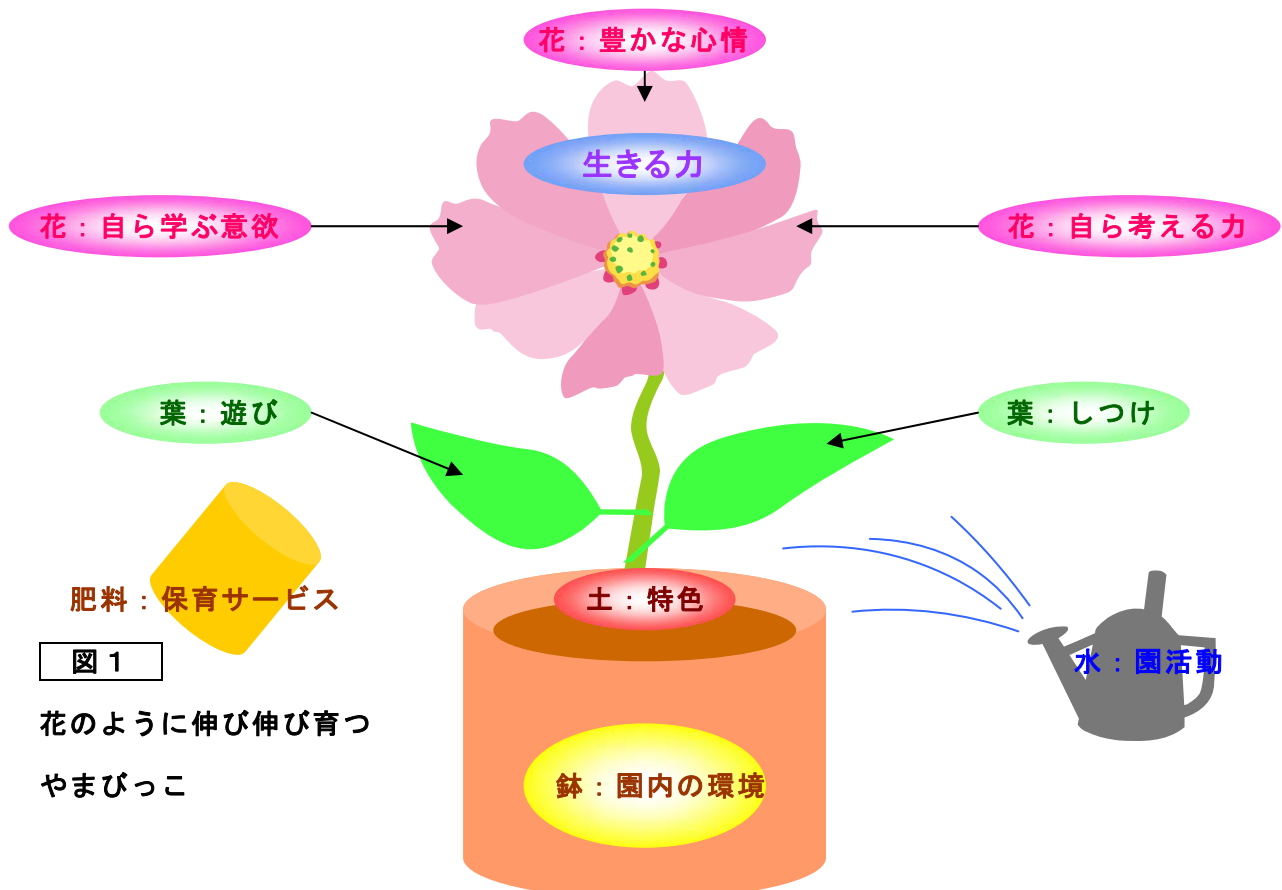 花：豊かな心情
生きる力
花：自ら学ぶ意欲
花：自ら考える力
葉：遊び
葉：しつけ
肥料：保育サービス
土：特色
水：園活動
図１
花のように伸び伸び育つ
やまびっこ
鉢：園内の環境